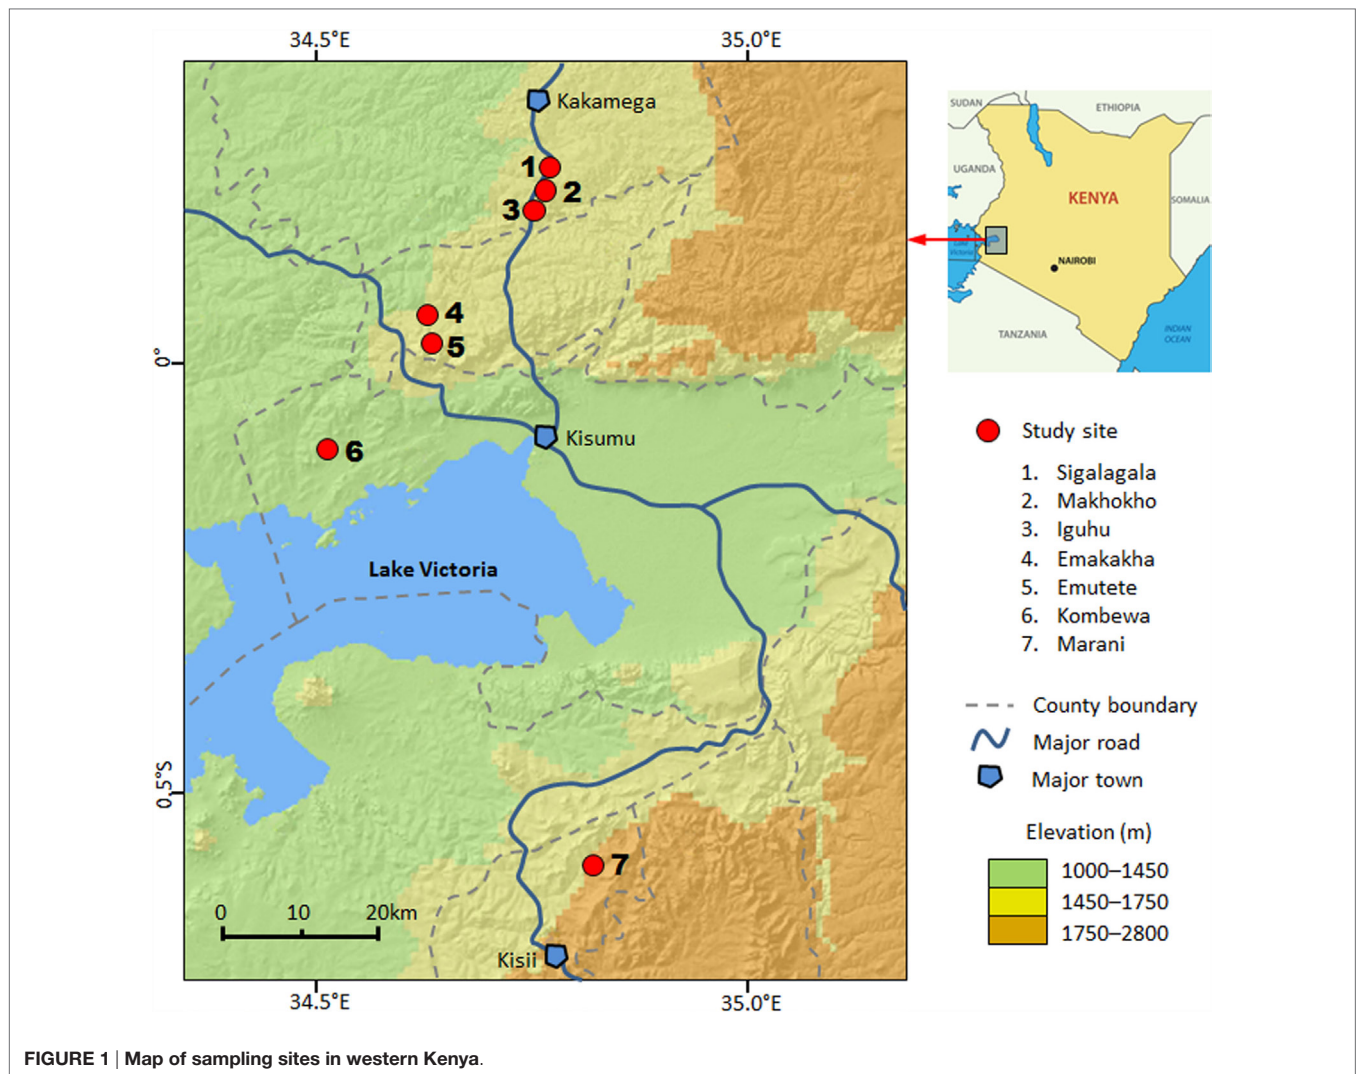 34.5°E
35.0°E
Kakamega
1
2
3
4
5
0°
Kisumu
6
Lake Victoria
0.5°S
7
0 10 20km
Kisii
34.5°E
35.0°E
SUDAN
ETHIOPIA
UGANDA
KENYA
SOMALIA
Lake
Victoria
NAIROBI
TANZANIA
INDIAN
OCEAN
Study site
1. Sigalagala
2. Makhokho
3. Iguhu
4. Emakakha
5. Emutete
6. Kombewa
7. Marani
County boundary
Major road
Major town
Elevation (m)
1000–1450
1450–1750
1750–2800
FIGURE 1 | Map of sampling sites in western Kenya.